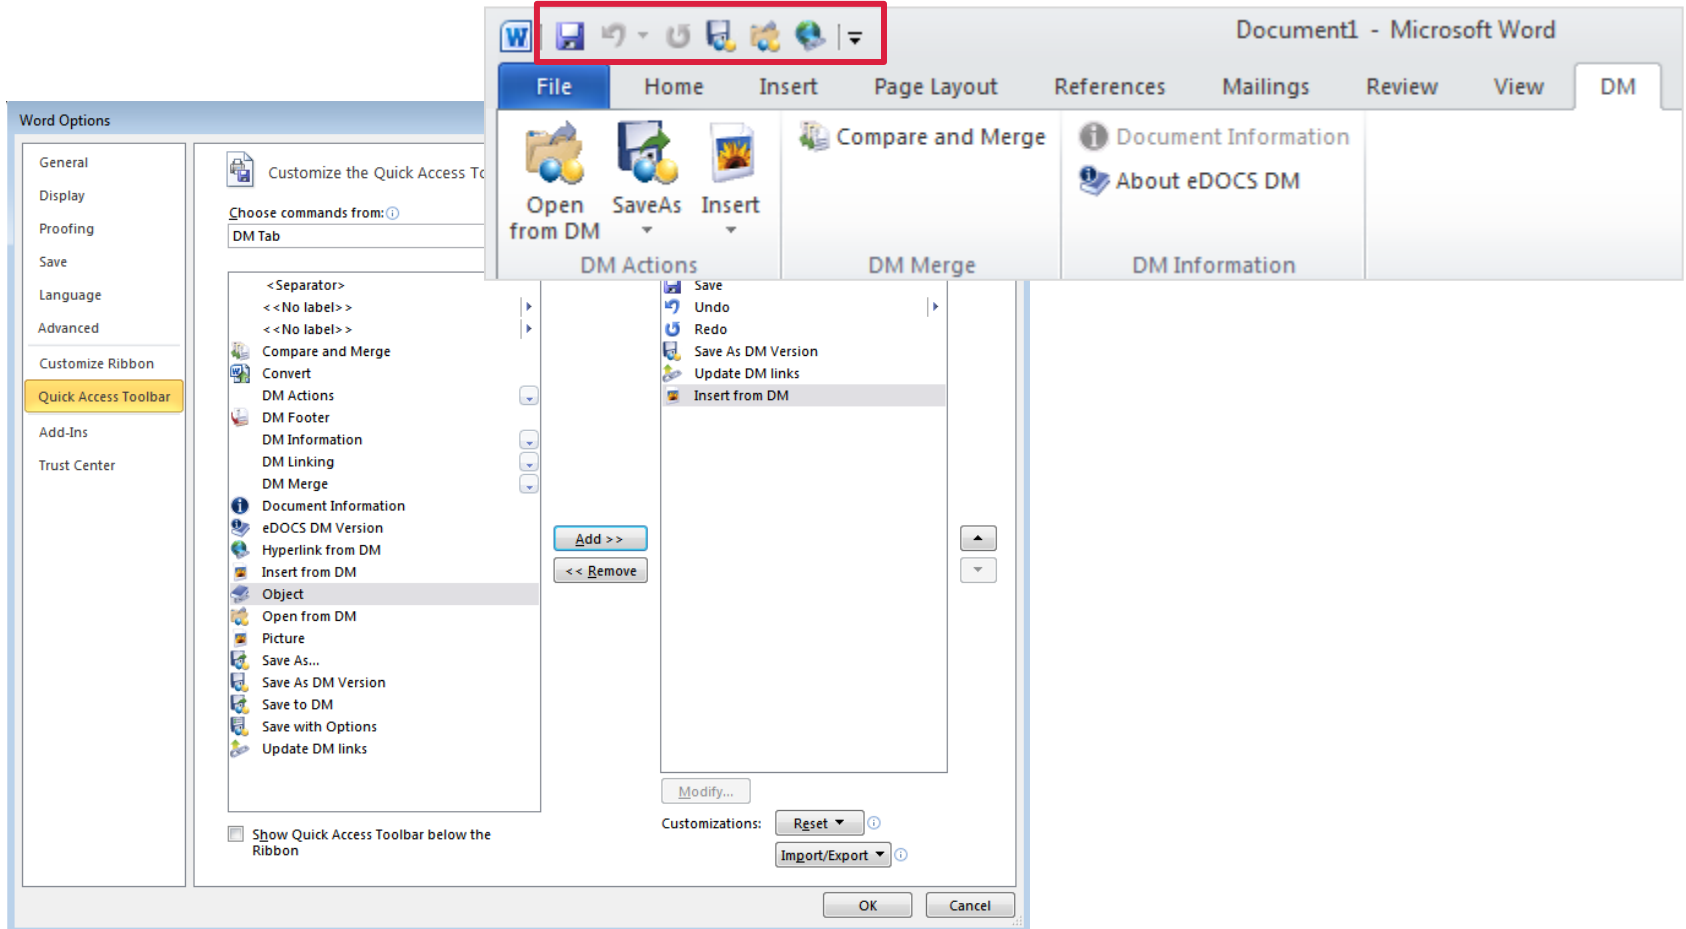 Document1 - Microsoft Word
File Home Insert Page Layout References Mailings Review View DM
Open from DM
SaveAs
Insert
DM Actions
Compare and Merge
DM Merge
Document Information
About eDOCS DM
DM Information
Word Options
General
Display
Proofing
Save
Language
Advanced
Customize Ribbon
Quick Access Toolbar
Add-Ins
Trust Center
Customize the Quick Access
Choose commands from:
DM Tab
<Separator>
<<No label>>
<<No label>>
Compare and Merge
Convert
DM Actions
DM Footer
DM Information
DM Linking
DM Merge
Document Information
eDOCS DM Version
Hyperlink from DM
Insert from DM
Object
Open from DM
Picture
Save As...
Save As DM Version
Save to DM
Save with Options
Update DM links
Show Quick Access Toolbar below the
Ribbon
Add >>
<< Remove
Save
Undo
Redo
Save As DM Version
Update DM links
Insert from DM
Modify...
Customizations: Reset
Import/Export
OK Cancel